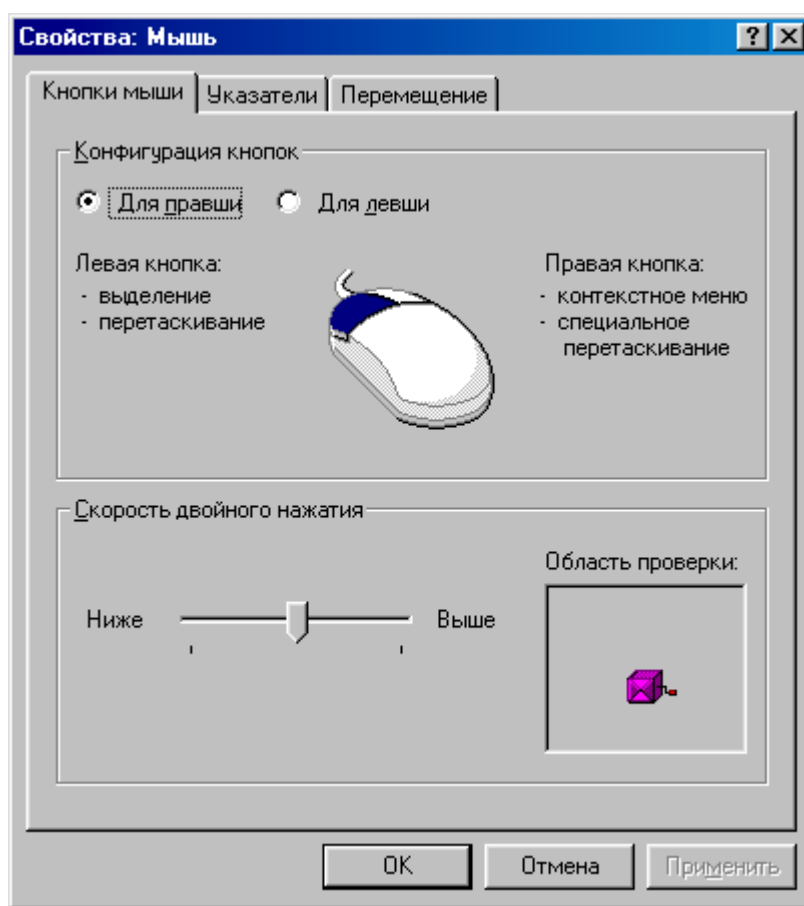 Свойства: Мышь
Кнопки мыши Указатели Перемещение
Конфигурация кнопок
Для правши Для левши
Левая кнопка:
- выделение
- перетаскивание
Правая кнопка:
- контекстное меню
- специальное
перетаскивание
Скорость двойного нажатия
Область проверки:
Ниже Выше
OK Отмена Применить